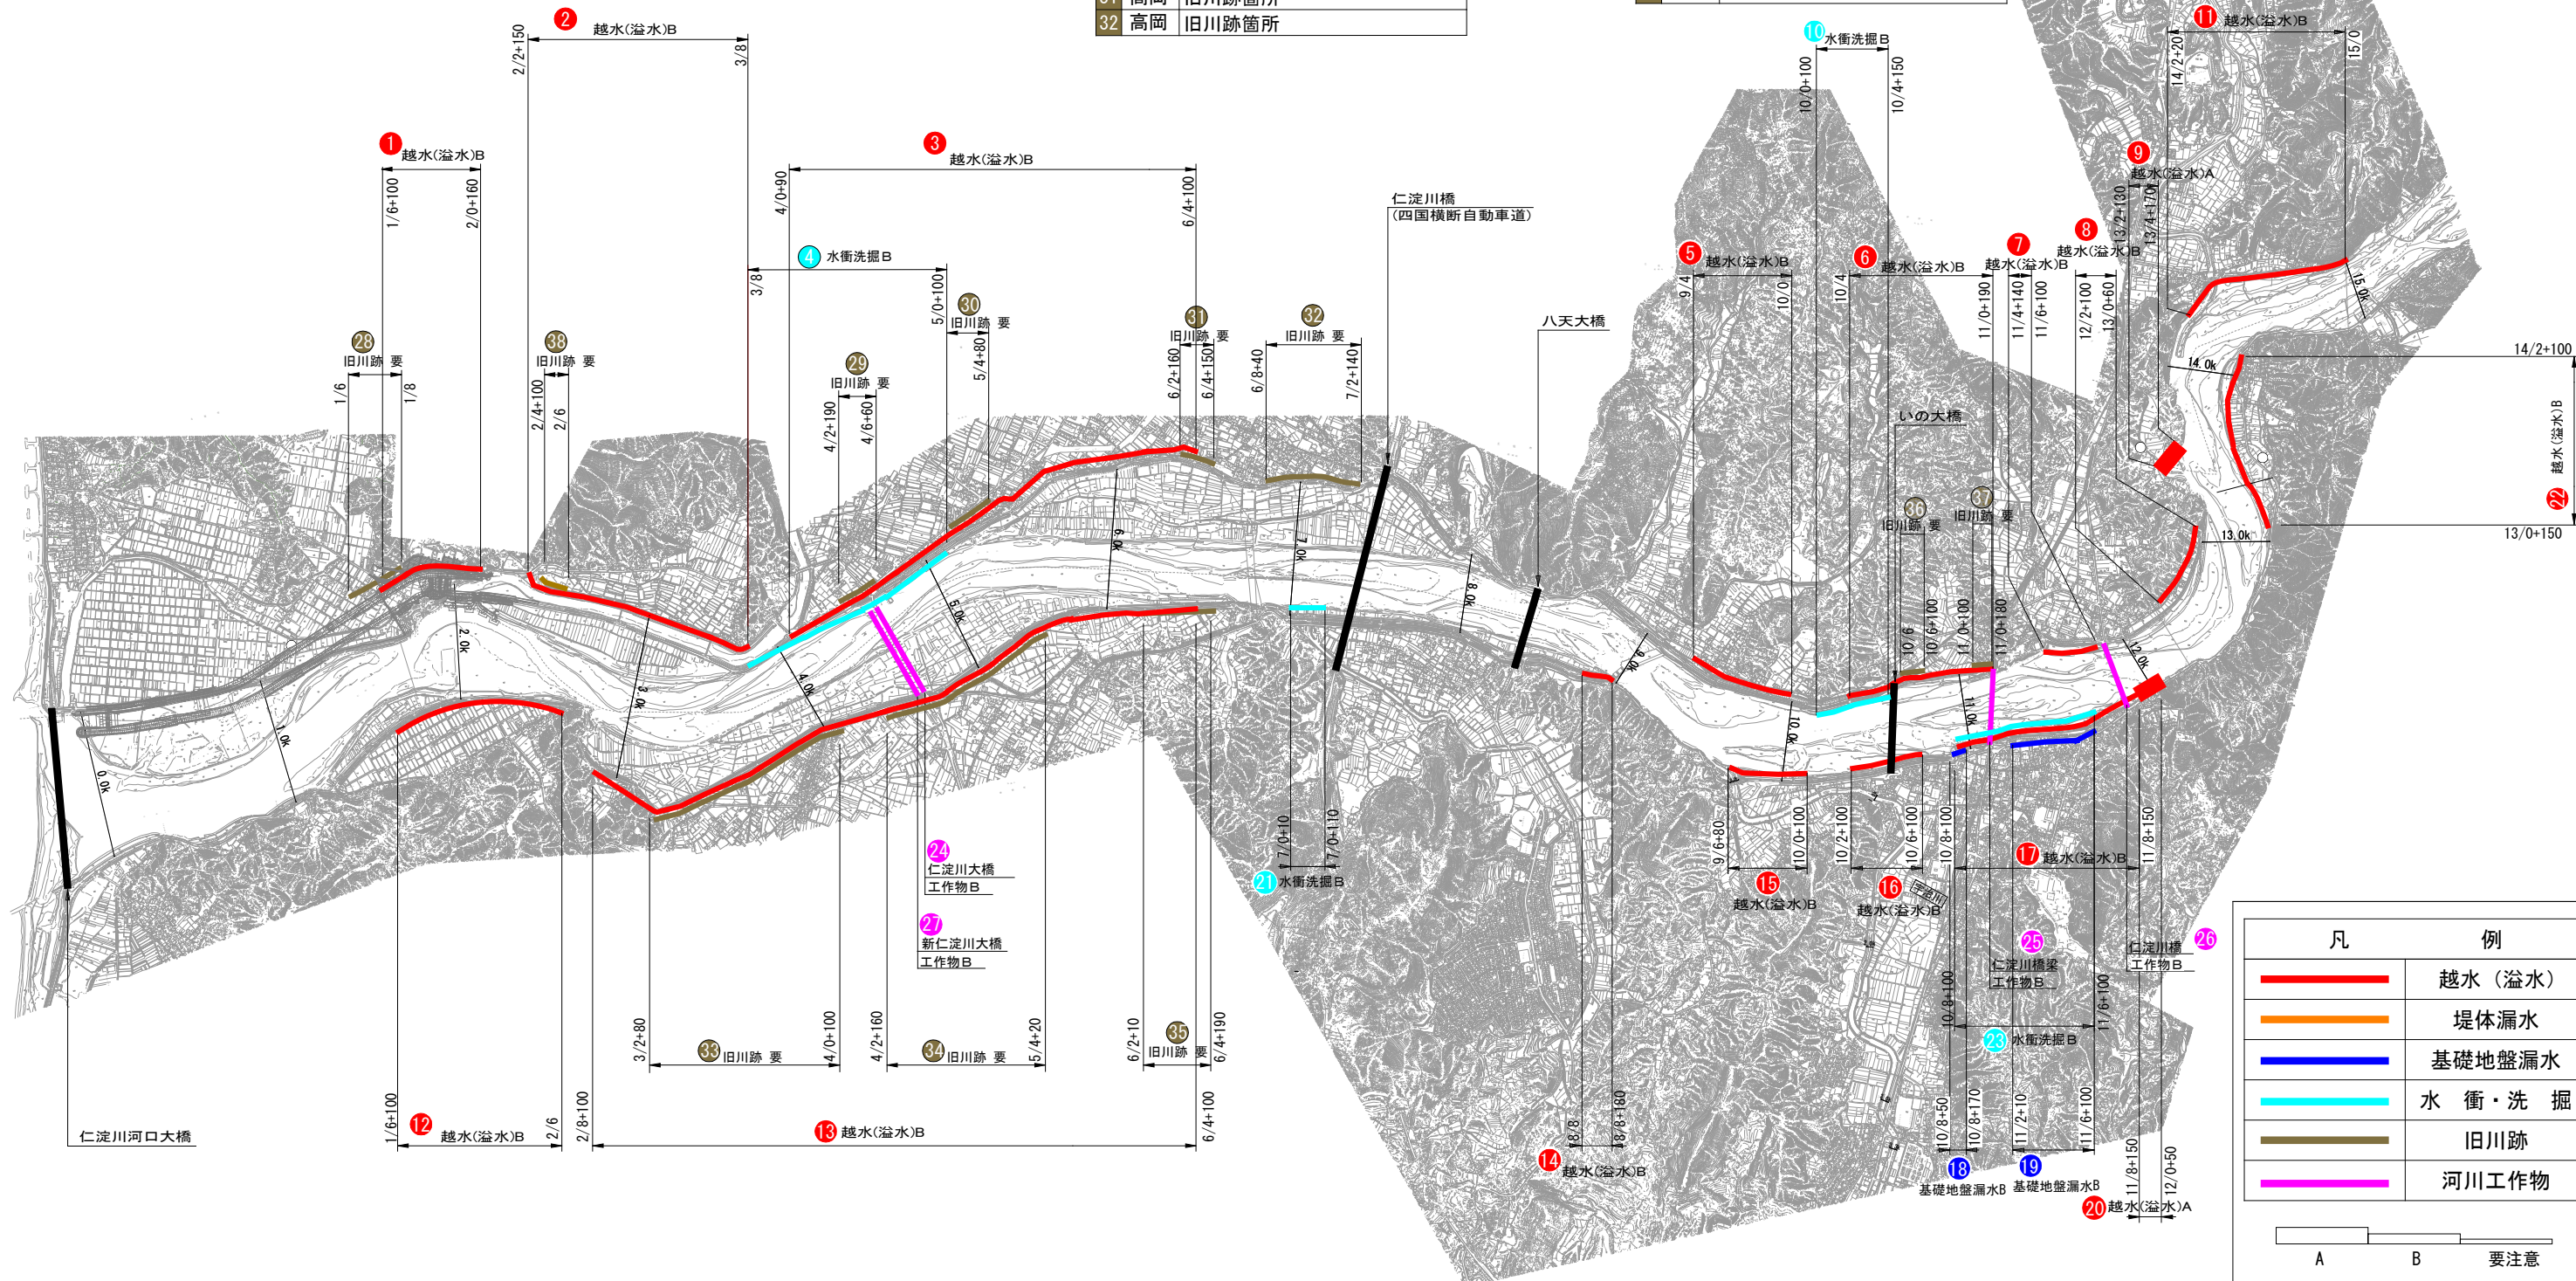 32 高岡 旧川跡箇所
2
越水(溢水)B
2/2+150
3/8
1
越水(溢水)B
1/6+100
2/0+160
3
越水(溢水)B
4/0+90
6/4+100
4 水衝洗掘B
3/8
5/0+100
28
旧川跡 要
1/6
1/8
38
旧川跡 要
2/4+100
2/6
29
旧川跡 要
4/2+190
4/6+60
30
旧川跡 要
5/4+80
31
旧川跡 要
6/2+160
6/4+150
32
旧川跡 要
6/8+40
7/2+140
仁淀川橋
(四国横断自動車道)
八天大橋
5
越水(溢水)B
9/4
10/0
10
水衝洗掘B
10/0+100
10/4+150
6
越水(溢水)B
10/4
11/0+190
7
越水(溢水)B
11/4+140
11/6+100
8
越水(溢水)B
12/2+100
13/0+60
9
越水(溢水)A
13/2+130
13/4+170
11 越水(溢水)B
14/2+20
15/0
いの大橋
36
旧川跡 要
10/6
10/6+100
37
旧川跡 要
11/0+100
11/0+180
14/2+100
越水(溢水)B
22
13/0+150
0.0k
1.0k
2.0k
3.0k
4.0k
5.0k
6.0k
7.0k
8.0k
9.0k
10.0k
11.0k
12.0k
13.0k
14.0k
15.0k
仁淀川河口大橋
1/6+100
12
越水(溢水)B
2/6
2/8+100
13 越水(溢水)B
6/4+100
3/2+80
33 旧川跡 要
4/0+100
4/2+160
34 旧川跡 要
5/4+20
6/2+10
35
旧川跡 要
6/4+190
24
仁淀川大橋
工作物B
27
新仁淀川大橋
工作物B
7/0+10
7/0+110
21 水衝洗掘B
8/8
8/8+180
14
越水(溢水)B
9/6+80
10/0+100
15
越水(溢水)B
10/2+100
10/6+100
16
越水(溢水)B
宇治川
10/8+100
17 越水(溢水)B
11/8+150
25
仁淀川橋梁
工作物B
仁淀川橋 26
工作物B
10/8+100
11/6+100
23 水衝洗掘B
10/8+50
10/8+170
18
基礎地盤漏水B
11/2+10
11/6+100
19
基礎地盤漏水B
11/8+150
12/0+50
20 越水(溢水)A
凡 例
越水(溢水)
堤体漏水
基礎地盤漏水
水 衝・洗 掘
旧川跡
河川工作物
A B 要注意